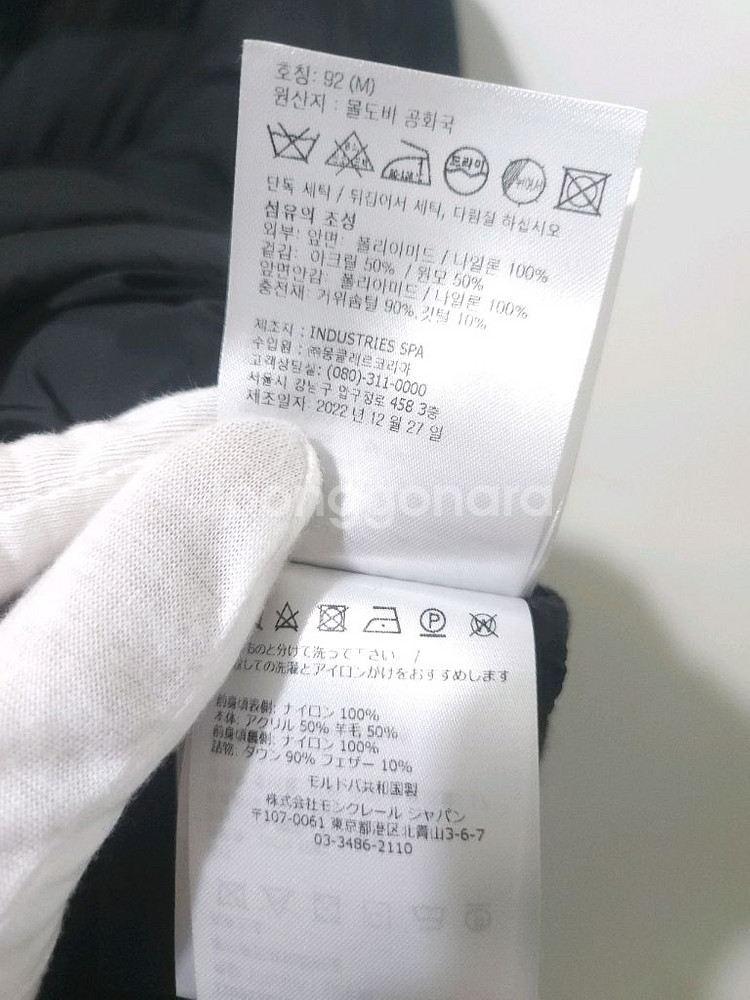 호칭: 92 (M)
원산지 : 몰도비 공화국
드라이
단독 세탁 / 뒤집어서 세탁, 다림질 하십시오
섬유의 조성
외부: 앞면: 폴리아미드 / 나일론 100%
겉감: 아크릴 50% / 원모 50%
앞면안감: 폴리아미드 / 나일론 100%
충전재: 거위솜털 90%, 깃털 10%
제조자 : INDUSTRIES SPA
수입원 : ㈜몽클레르코리아
고객상담실: (080)-311-0000
서울시 강남구 압구정로 458 3층
제조일자: 2022 년 12 월 27 일
onggonara
P
W
ものと分けて洗って下さい /
しての洗濯とアイロンかけをおすすめします
前身頃表側: ナイロン 100%
本体: アクリル 50% 羊毛 50%
前身頃裏側: ナイロン 100%
詰物: ダウン 90% フェザー 10%
モルドバ共和国製
株式会社モンクレール ジャパン
〒107-0061 東京都港区北青山3-6-7
03-3486-2110